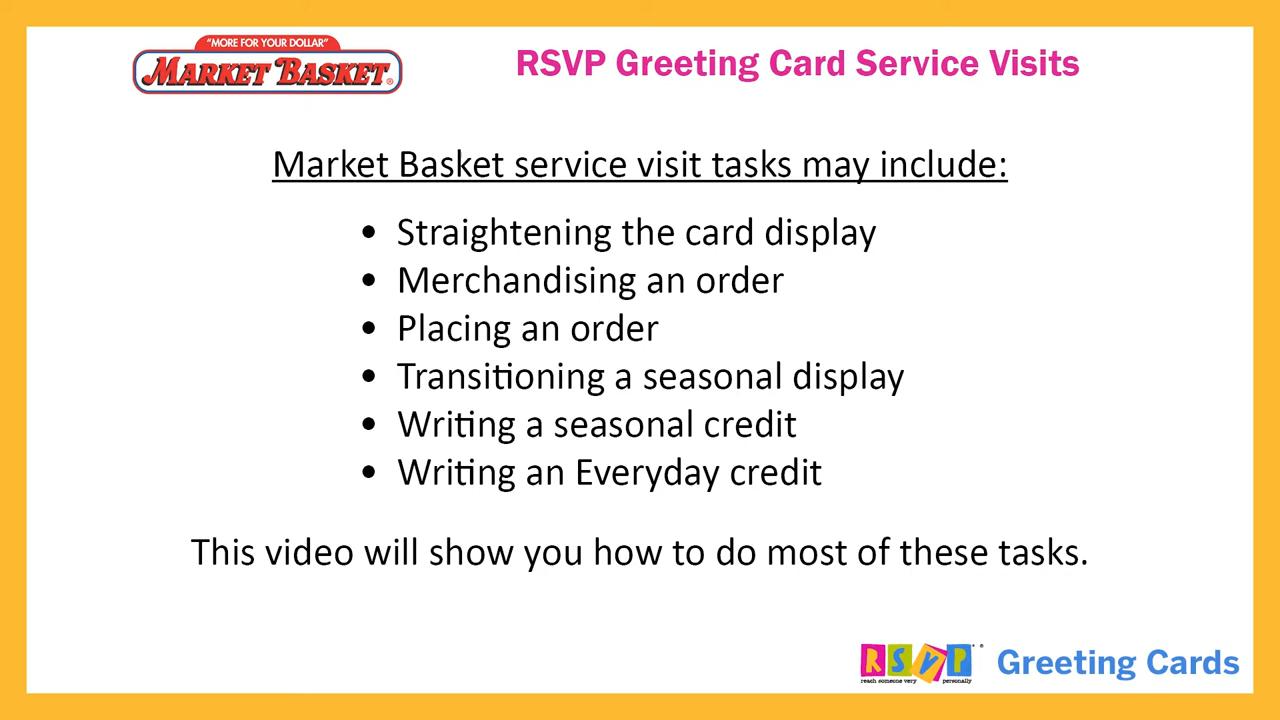 "MORE FOR YOUR DOLLAR"
MARKET BASKET®
RSVP Greeting Card Service Visits
Market Basket service visit tasks may include:
• Straightening the card display
• Merchandising an order
• Placing an order
• Transitioning a seasonal display
• Writing a seasonal credit
• Writing an Everyday credit
This video will show you how to do most of these tasks.
RSVP ® Greeting Cards
reach someone very personally